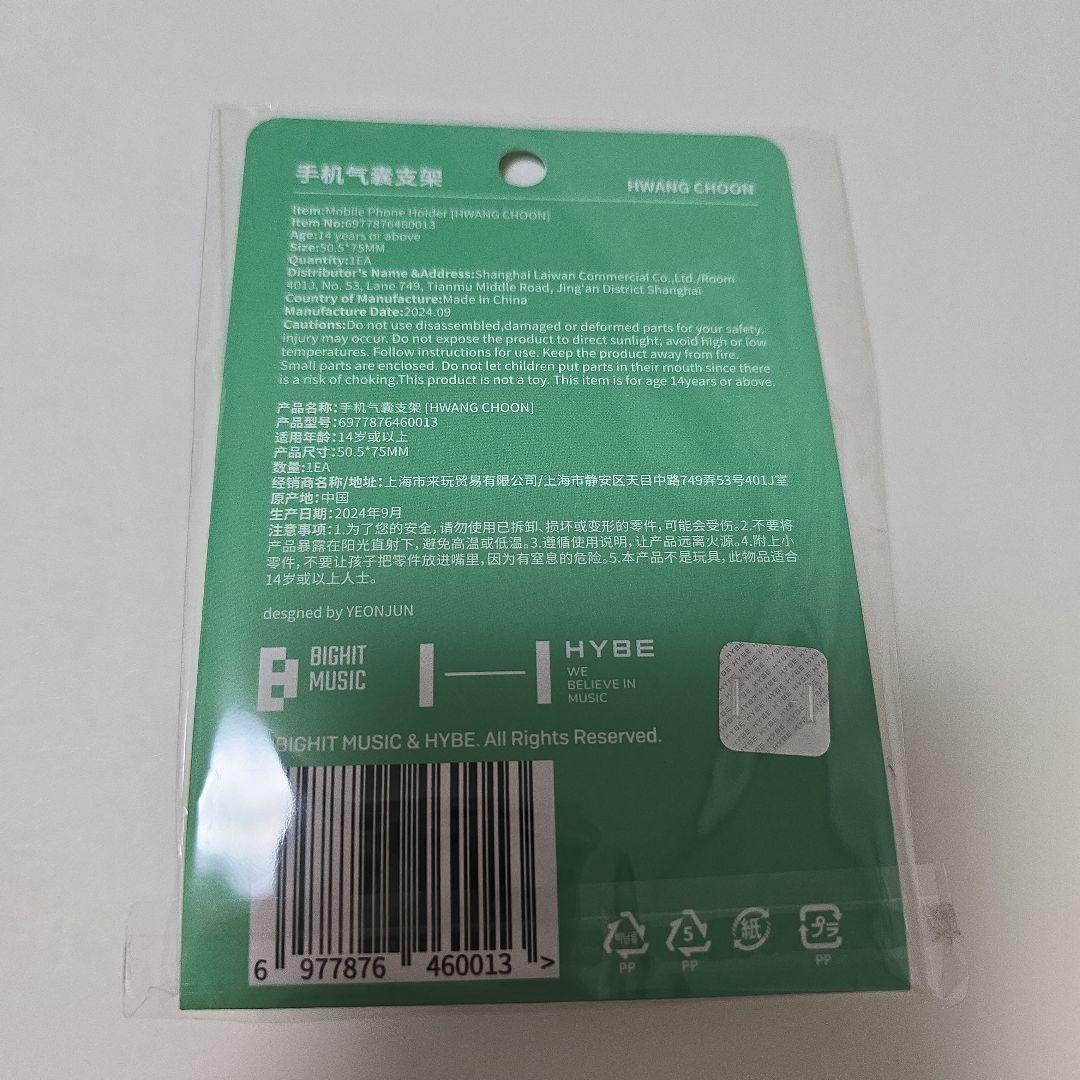 手机气囊支架
HWANG CHOON
Item:Mobile Phone Holder [HWANG CHOON]
Item No:6977876460013
Age:14 years or above
Size:50.5*75MM
Quantity:1EA
Distributor's Name &Address:Shanghai Laiwan Commercial Co.,Ltd./Room
401J, No. 53, Lane 749, Tianmu Middle Road, Jing'an District Shanghai
Country of Manufacture:Made in China
Manufacture Date:2024.09
Cautions:Do not use disassembled,damaged or deformed parts for your safety,
injury may occur. Do not expose the product to direct sunlight; avoid high or low
temperatures. Follow instructions for use. Keep the product away from fire.
Small parts are enclosed. Do not let children put parts in their mouth since there
is a risk of choking.This product is not a toy. This item is for age 14years or above.
产品名称:手机气囊支架 [HWANG CHOON]
产品型号:6977876460013
适用年龄:14岁或以上
产品尺寸:50.5*75MM
数量:1EA
经销商名称/地址:上海市来玩贸易有限公司/上海市静安区天目中路749弄53号401J室
原产地:中国
生产日期:2024年9月
注意事项:1.为了您的安全,请勿使用已拆卸、损坏或变形的零件,可能会受伤。2.不要将
产品暴露在阳光直射下,避免高温或低温。3.遵循使用说明,让产品远离火源。4.附上小
零件,不要让孩子把零件放进嘴里,因为有窒息的危险。5.本产品不是玩具,此物品适合
14岁或以上人士。
desgned by YEONJUN
BIGHIT
MUSIC
HYBE
WE
BELIEVE IN
MUSIC
BIGHIT MUSIC & HYBE. All Rights Reserved.
6 977876 460013 >
5
紙
プラ
PP
PP
PP